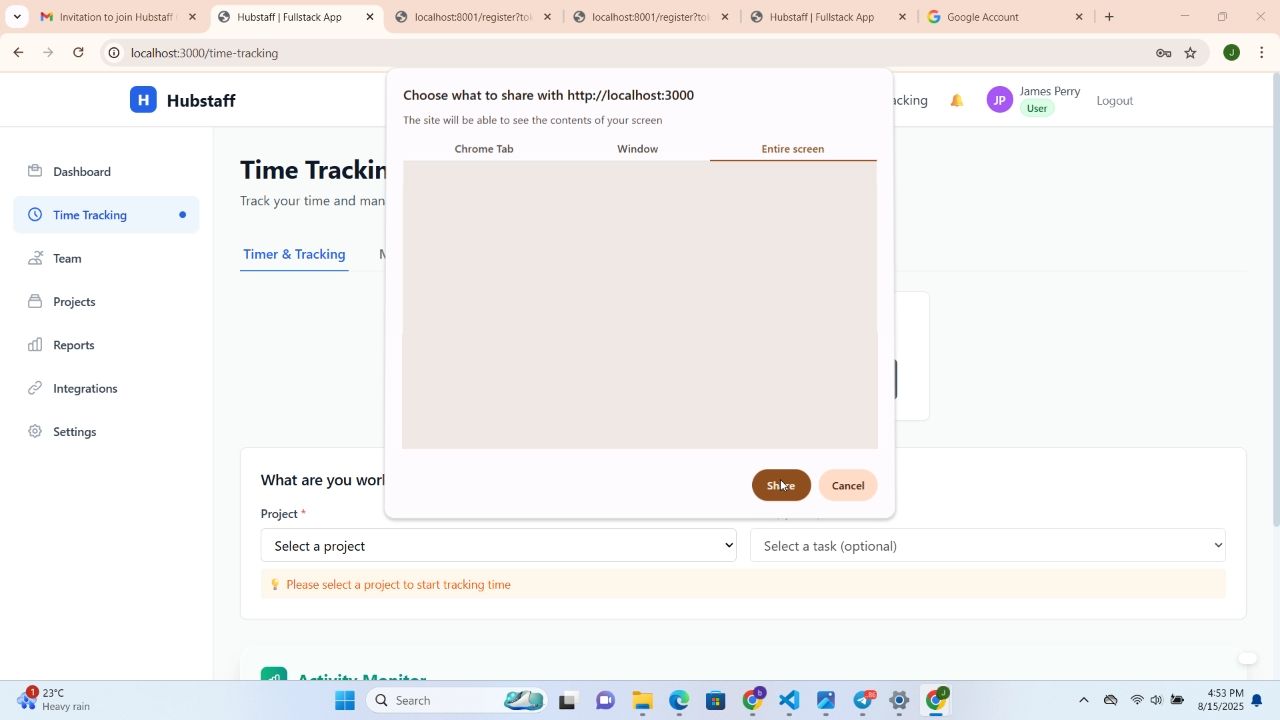 Invitation to join Hubstaff
Hubstaff | Fullstack App
localhost:8001/register?to
localhost:8001/register?tok
Hubstaff | Fullstack App
Google Account
localhost:3000/time-tracking
J
H
Hubstaff
acking
JP
James Perry
User
Logout
Choose what to share with http://localhost:3000
The site will be able to see the contents of your screen
Chrome Tab
Window
Entire screen
Share
Cancel
Dashboard
Time Tracking
Team
Projects
Reports
Integrations
Settings
Time Trackin
Track your time and man
Timer & Tracking
What are you worl
Project *
Select a project
Select a task (optional)
💡 Please select a project to start tracking time
Activity Monitor
1
23°C
Heavy rain
Search
b
86
J
4:53 PM
8/15/2025